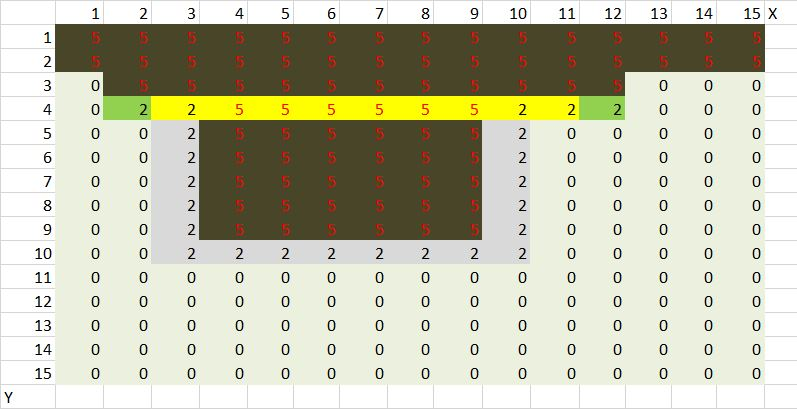 1 2 3 4 5 6 7 8 9 10 11 12 13 14 15 X
1 5 5 5 5 5 5 5 5 5 5 5 5 5 5 5
2 5 5 5 5 5 5 5 5 5 5 5 5 5 5 5
3 0 5 5 5 5 5 5 5 5 5 5 5 0 0 0
4 0 2 2 5 5 5 5 5 5 2 2 2 0 0 0
5 0 0 2 5 5 5 5 5 5 2 0 0 0 0 0
6 0 0 2 5 5 5 5 5 5 2 0 0 0 0 0
7 0 0 2 5 5 5 5 5 5 2 0 0 0 0 0
8 0 0 2 5 5 5 5 5 5 2 0 0 0 0 0
9 0 0 2 5 5 5 5 5 5 2 0 0 0 0 0
10 0 0 2 2 2 2 2 2 2 2 0 0 0 0 0
11 0 0 0 0 0 0 0 0 0 0 0 0 0 0 0
12 0 0 0 0 0 0 0 0 0 0 0 0 0 0 0
13 0 0 0 0 0 0 0 0 0 0 0 0 0 0 0
14 0 0 0 0 0 0 0 0 0 0 0 0 0 0 0
15 0 0 0 0 0 0 0 0 0 0 0 0 0 0 0
Y